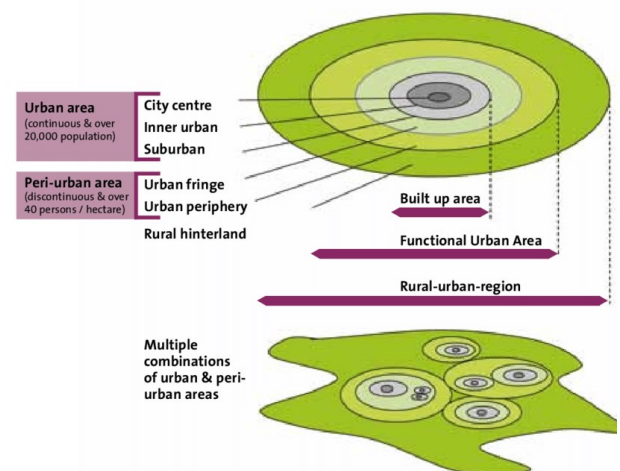 Urban area
(continuous & over
20,000 population)
City centre
Inner urban
Suburban
Peri-urban area
(discontinuous & over
40 persons / hectare)
Urban fringe
Urban periphery
Rural hinterland
Built up area
Functional Urban Area
Rural-urban-region
Multiple
combinations
of urban & peri-
urban areas